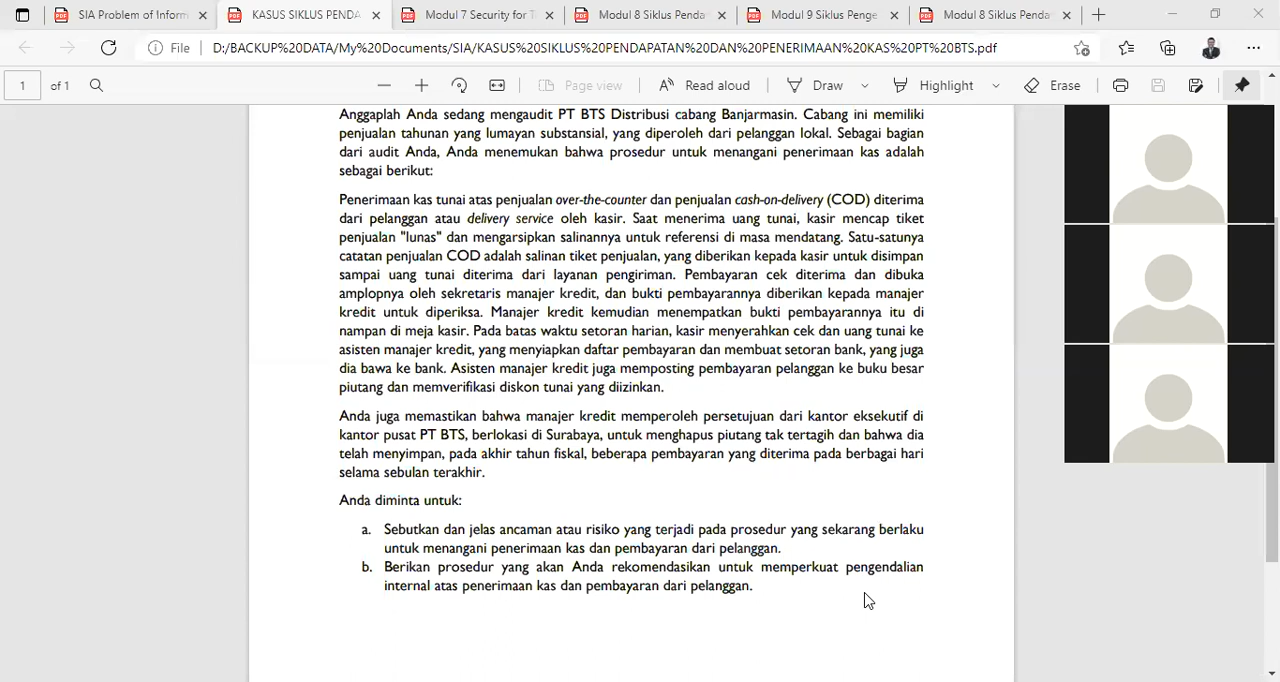 SIA Problem of Inform
KASUS SIKLUS PENDA
Modul 7 Security for T
Modul 8 Siklus Penda
Modul 9 Siklus Penge
Modul 8 Siklus Penda
File
D:/BACKUP%20DATA/My%20Documents/SIA/KASUS%20SIKLUS%20PENDAPATAN%20DAN%20PENERIMAAN%20KAS%20PT%20BTS.pdf
1 of 1
Page view
Read aloud
Draw
Highlight
Erase
Anggaplah Anda sedang mengaudit PT BTS Distribusi cabang Banjarmasin. Cabang ini memiliki
penjualan tahunan yang lumayan substansial, yang diperoleh dari pelanggan lokal. Sebagai bagian
dari audit Anda, Anda menemukan bahwa prosedur untuk menangani penerimaan kas adalah
sebagai berikut:
Penerimaan kas tunai atas penjualan over-the-counter dan penjualan cash-on-delivery (COD) diterima
dari pelanggan atau delivery service oleh kasir. Saat menerima uang tunai, kasir mencap tiket
penjualan "lunas" dan mengarsipkan salinannya untuk referensi di masa mendatang. Satu-satunya
catatan penjualan COD adalah salinan tiket penjualan, yang diberikan kepada kasir untuk disimpan
sampai uang tunai diterima dari layanan pengiriman. Pembayaran cek diterima dan dibuka
amplopnya oleh sekretaris manajer kredit, dan bukti pembayarannya diberikan kepada manajer
kredit untuk diperiksa. Manajer kredit kemudian menempatkan bukti pembayarannya itu di
nampan di meja kasir. Pada batas waktu setoran harian, kasir menyerahkan cek dan uang tunai ke
asisten manajer kredit, yang menyiapkan daftar pembayaran dan membuat setoran bank, yang juga
dia bawa ke bank. Asisten manajer kredit juga memposting pembayaran pelanggan ke buku besar
piutang dan memverifikasi diskon tunai yang diizinkan.
Anda juga memastikan bahwa manajer kredit memperoleh persetujuan dari kantor eksekutif di
kantor pusat PT BTS, berlokasi di Surabaya, untuk menghapus piutang tak tertagih dan bahwa dia
telah menyimpan, pada akhir tahun fiskal, beberapa pembayaran yang diterima pada berbagai hari
selama sebulan terakhir.
Anda diminta untuk:
a. Sebutkan dan jelas ancaman atau risiko yang terjadi pada prosedur yang sekarang berlaku
untuk menangani penerimaan kas dan pembayaran dari pelanggan.
b. Berikan prosedur yang akan Anda rekomendasikan untuk memperkuat pengendalian
internal atas penerimaan kas dan pembayaran dari pelanggan.